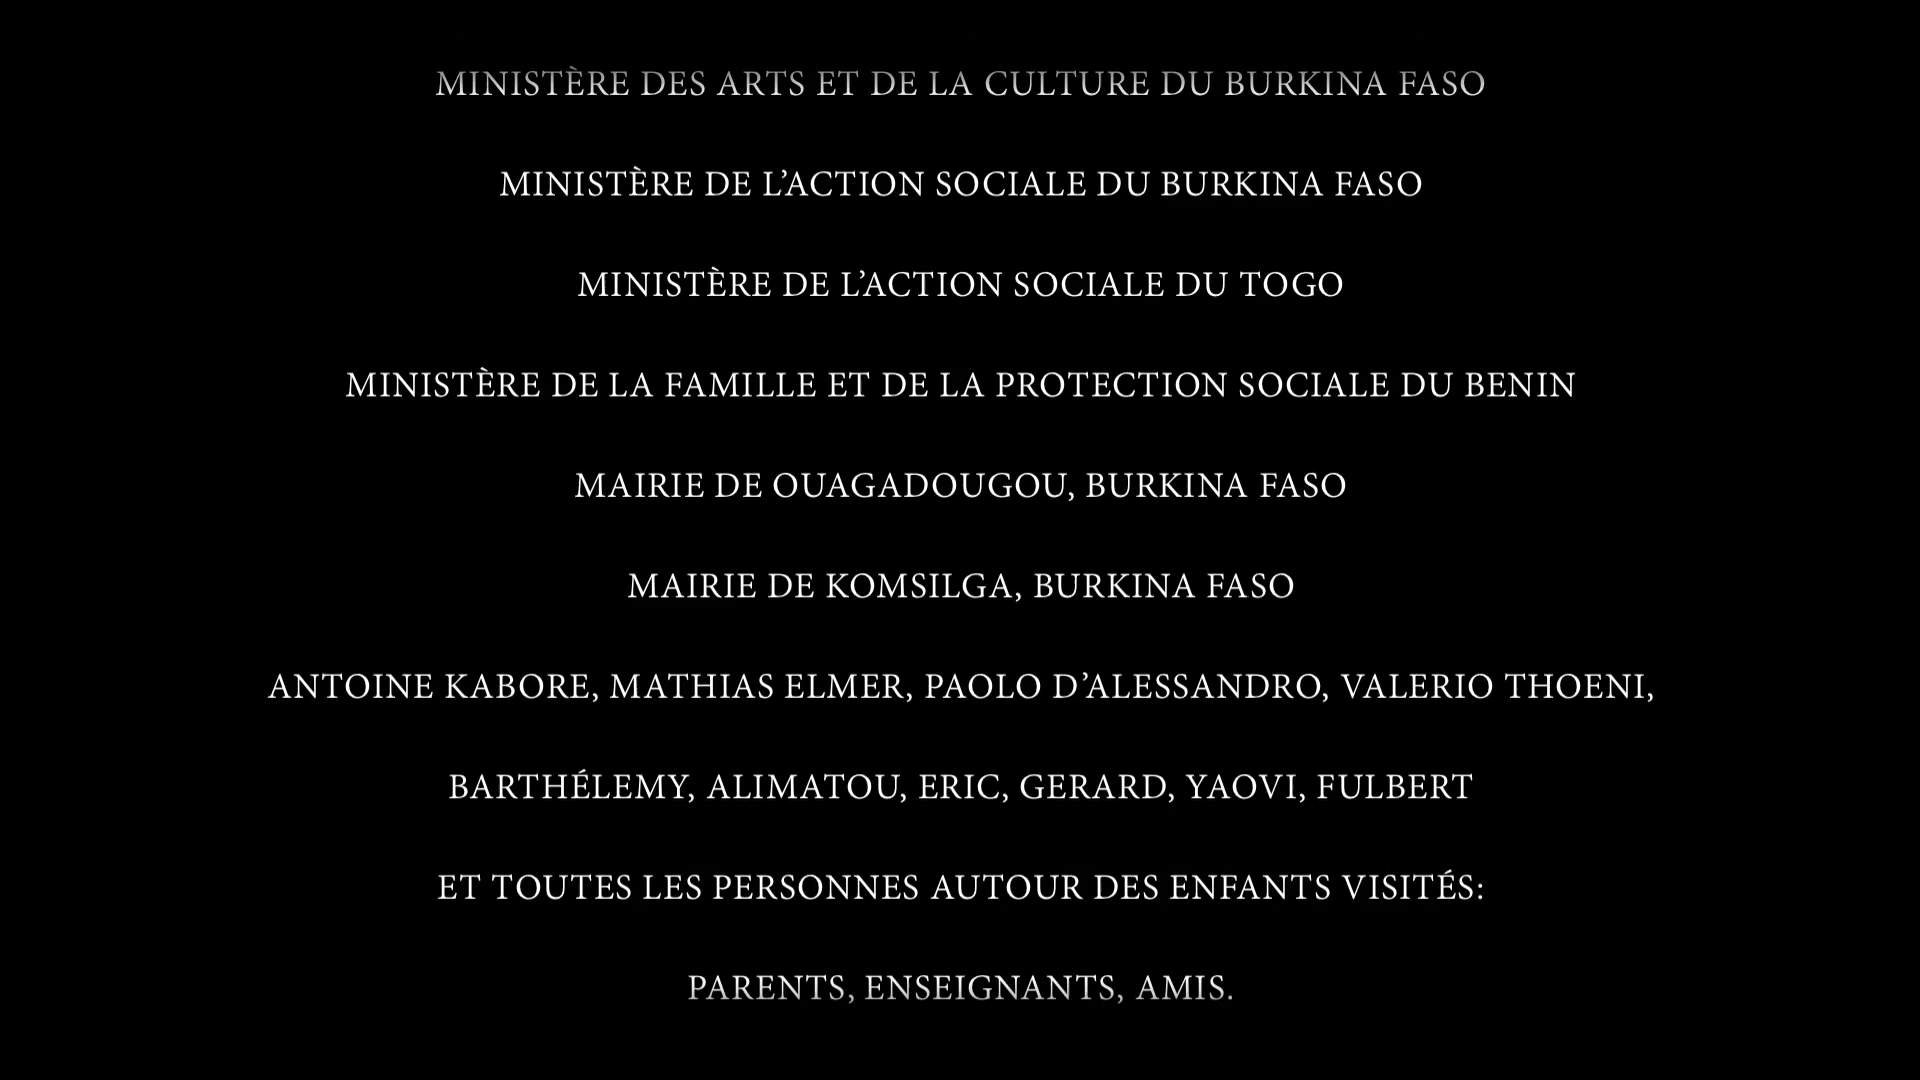 MINISTÈRE DES ARTS ET DE LA CULTURE DU BURKINA FASO
MINISTÈRE DE L’ACTION SOCIALE DU BURKINA FASO
MINISTÈRE DE L’ACTION SOCIALE DU TOGO
MINISTÈRE DE LA FAMILLE ET DE LA PROTECTION SOCIALE DU BENIN
MAIRIE DE OUAGADOUGOU, BURKINA FASO
MAIRIE DE KOMSILGA, BURKINA FASO
ANTOINE KABORE, MATHIAS ELMER, PAOLO D’ALESSANDRO, VALERIO THOENI,
BARTHÉLEMY, ALIMATOU, ERIC, GERARD, YAOVI, FULBERT
ET TOUTES LES PERSONNES AUTOUR DES ENFANTS VISITÉS:
PARENTS, ENSEIGNANTS, AMIS.